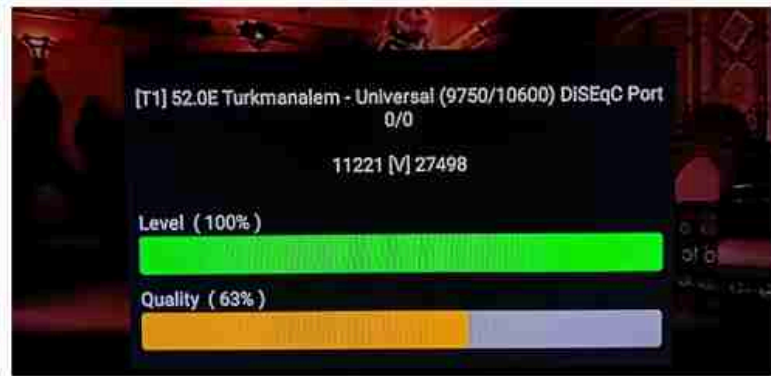 [T1] 52.0E Turkmanalem - Universal (9750/10600) DiSEqC Port
0/0
11221 [V] 27498
Level ( 100% )
Quality ( 63% )